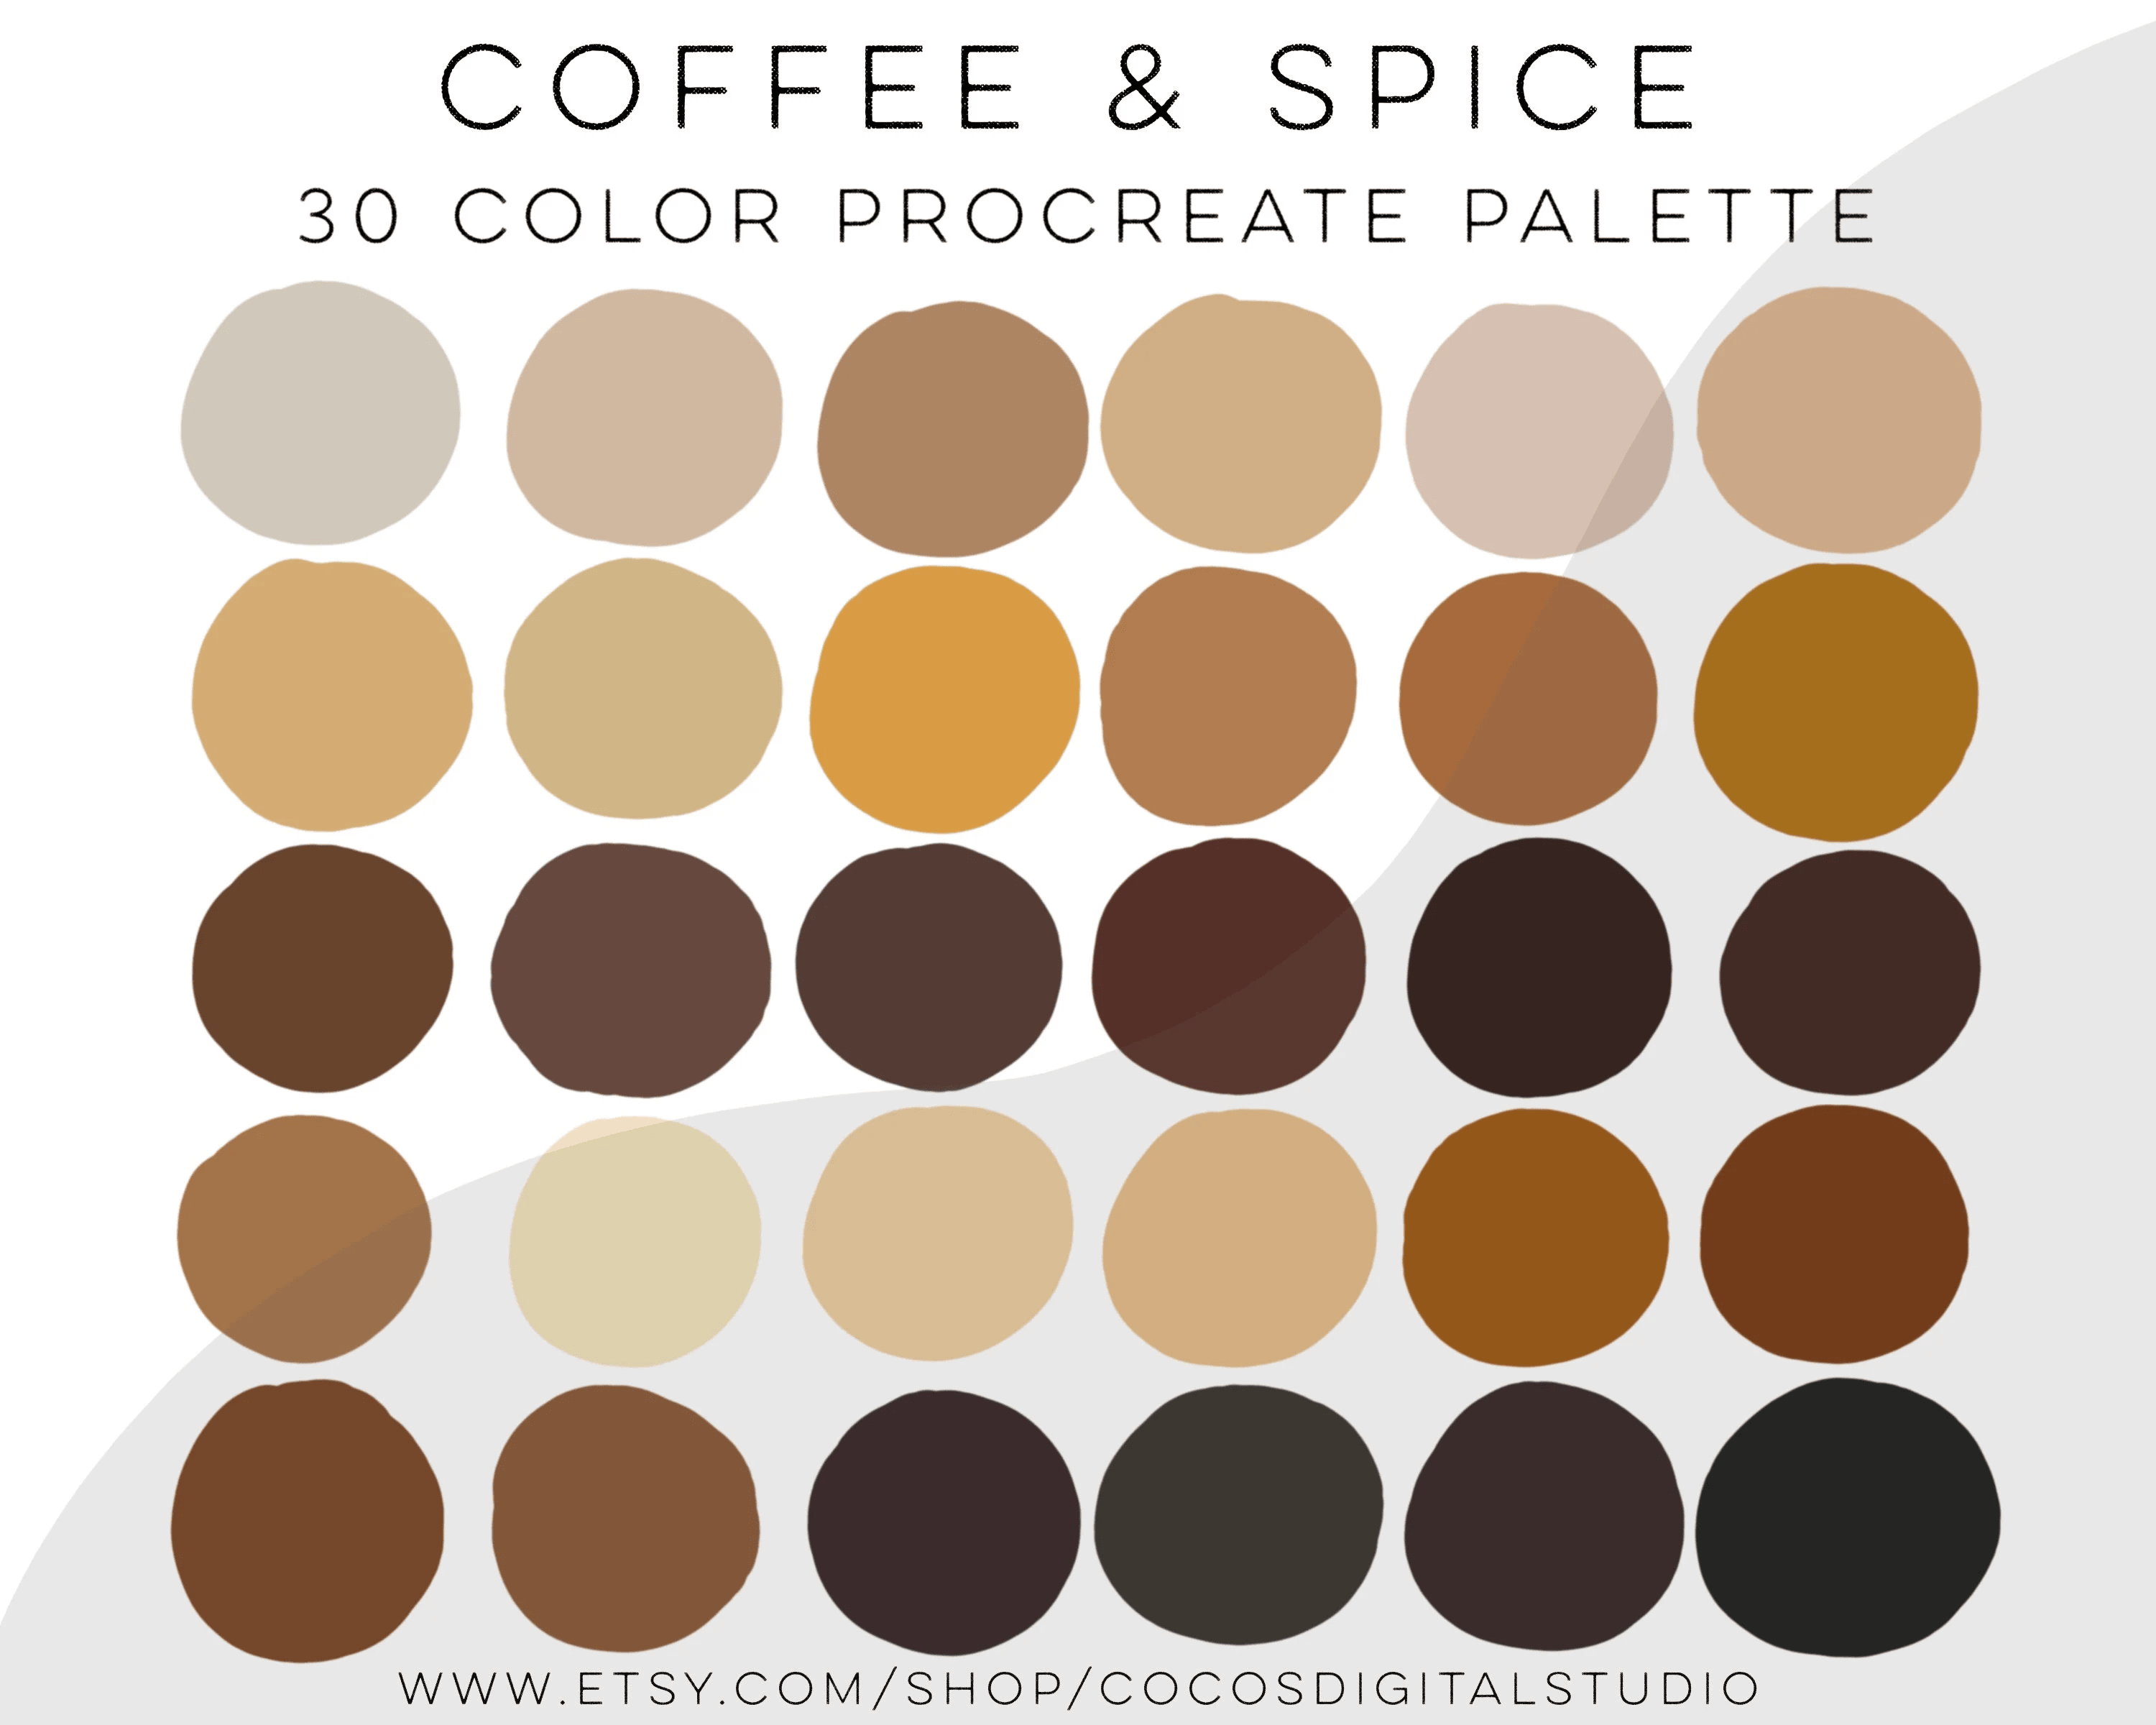 COFFEE & SPICE
30 COLOR PROCREATE PALETTE
WWW.ETSY.COM/SHOP/COCOSDIGITALSTUDIO